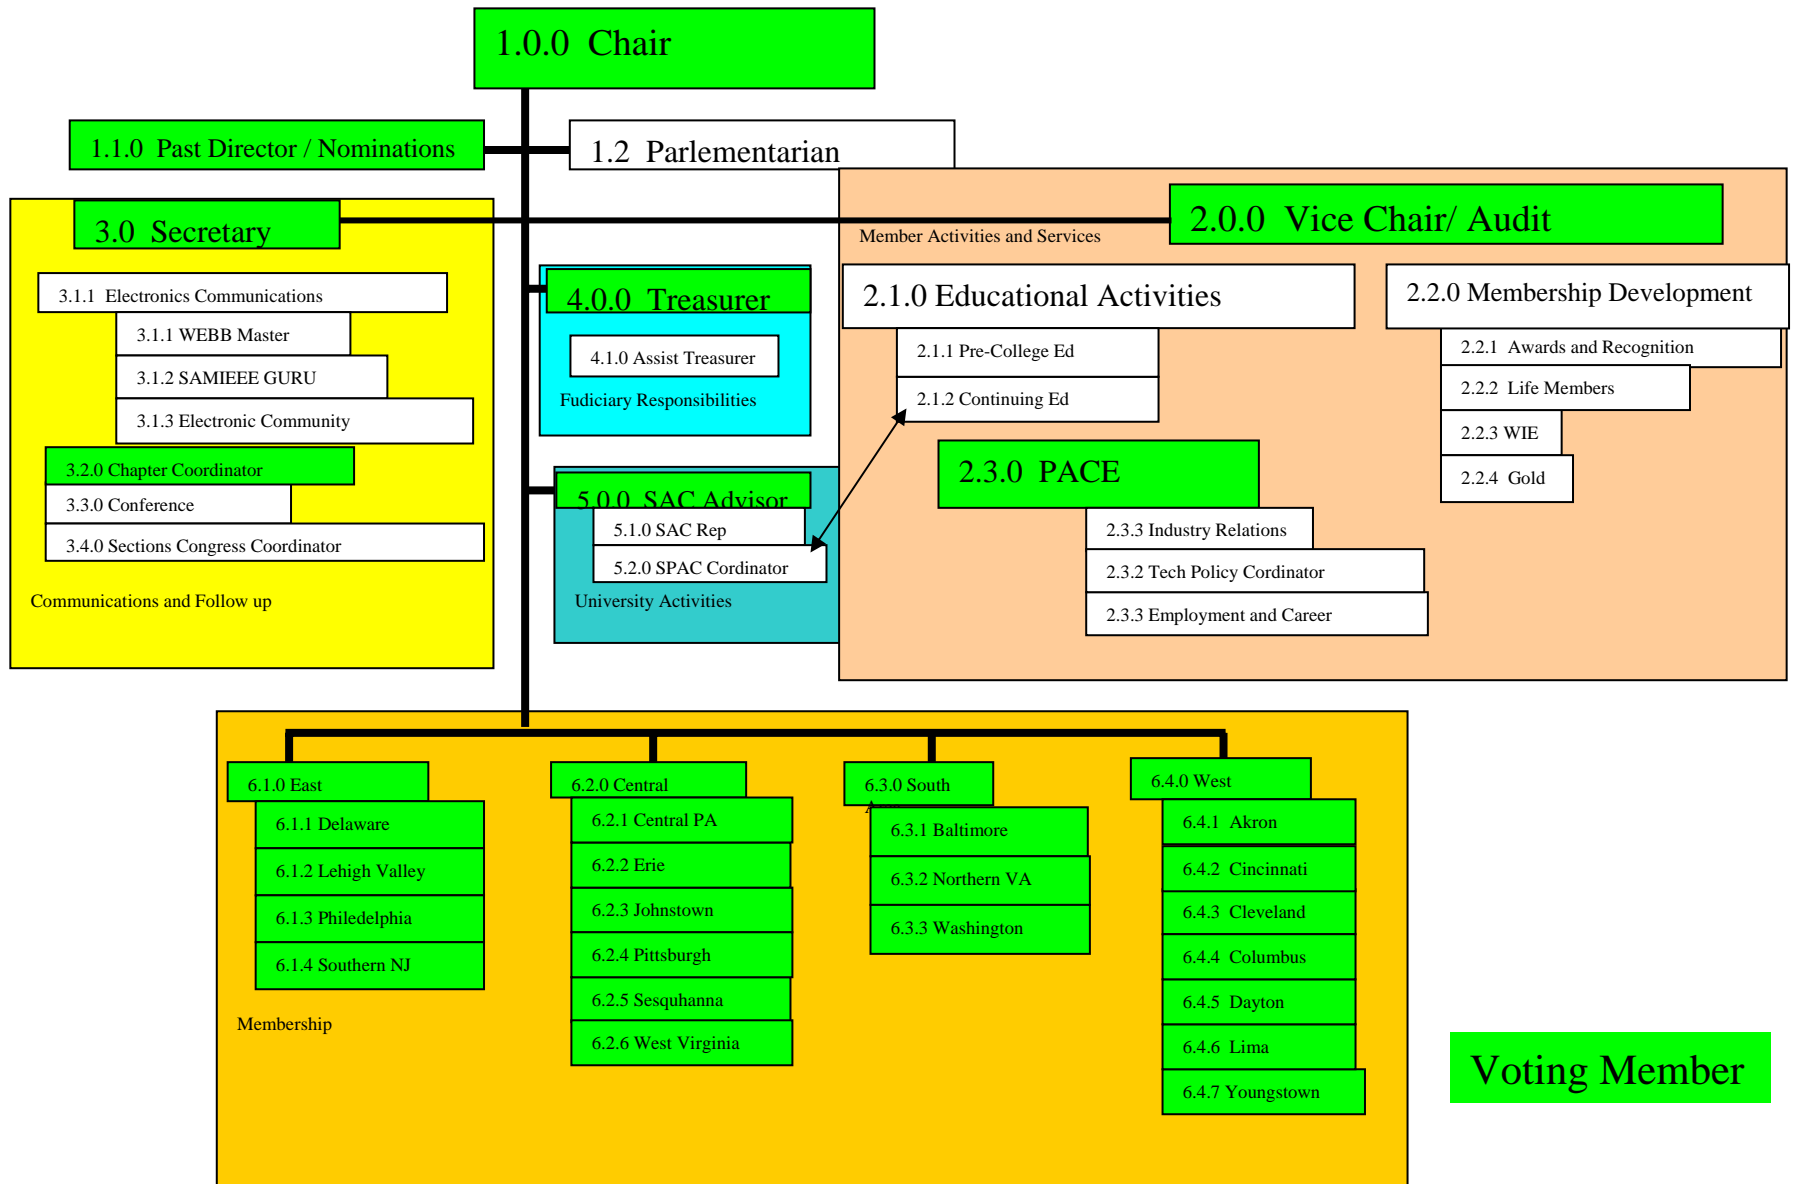 1.0.0  Chair
1.1.0  Past Director / Nominations
1.2  Parlementarian
3.0  Secretary
2.0.0  Vice Chair/ Audit
Member Activities and Services
3.1.1  Electronics Communications
3.1.1 WEBB Master
3.1.2 SAMIEEE GURU
3.1.3 Electronic Community
3.2.0 Chapter Coordinator
3.3.0 Conference
3.4.0 Sections Congress Coordinator
Communications and Follow up
4.0.0  Treasurer
4.1.0 Assist Treasurer
Fudiciary Responsibilities
5.0.0  SAC Advisor
5.1.0 SAC Rep
5.2.0 SPAC Cordinator
University Activities
2.1.0 Educational Activities
2.1.1 Pre-College Ed
2.1.2 Continuing Ed
2.2.0 Membership Development
2.2.1  Awards and Recognition
2.2.2  Life Members
2.2.3 WIE
2.2.4  Gold
2.3.0  PACE
2.3.3 Industry Relations
2.3.2 Tech Policy Cordinator
2.3.3 Employment and Career
6.1.0 East
6.1.1 Delaware
6.1.2 Lehigh Valley
6.1.3 Philedelphia
6.1.4 Southern NJ
Membership
6.2.0 Central
6.2.1 Central PA
6.2.2 Erie
6.2.3 Johnstown
6.2.4 Pittsburgh
6.2.5 Sesquhanna
6.2.6 West Virginia
6.3.0 South
6.3.1 Baltimore
6.3.2 Northern VA
6.3.3 Washington
6.4.0 West
6.4.1  Akron
6.4.2  Cincinnati
6.4.3  Cleveland
6.4.4  Columbus
6.4.5  Dayton
6.4.6  Lima
6.4.7 Youngstown
Voting Member